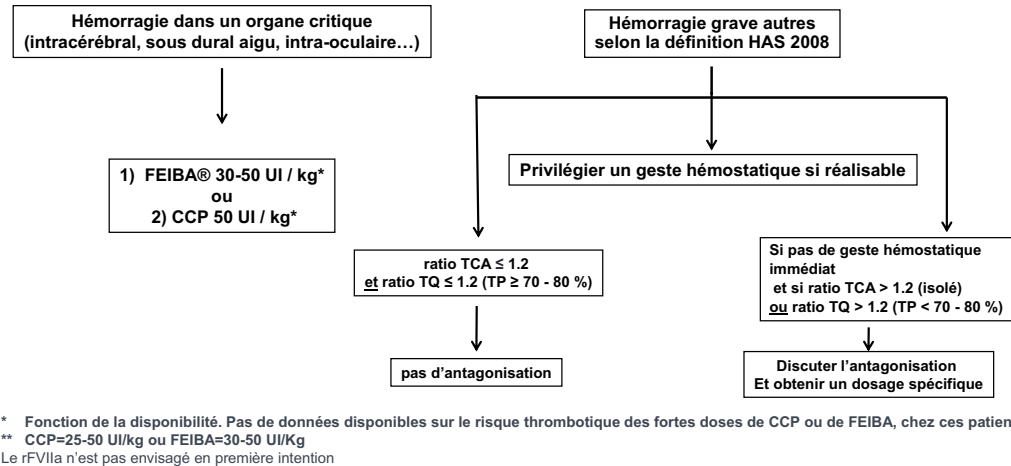 Hémorragie dans un organe critique
(intracérébral, sous dural aigu, intra-oculaire…)
Hémorragie grave autres
selon la définition HAS 2008
1) FEIBA® 30-50 UI / kg*
ou
2) CCP 50 UI / kg*
Privilégier un geste hémostatique si réalisable
ratio TCA ≤ 1.2
et ratio TQ ≤ 1.2 (TP ≥ 70 - 80 %)
Si pas de geste hémostatique
immédiat
et si ratio TCA > 1.2 (isolé)
ou ratio TQ > 1.2 (TP < 70 - 80 %)
pas d’antagonisation
Discuter l’antagonisation
Et obtenir un dosage spécifique
* Fonction de la disponibilité. Pas de données disponibles sur le risque thrombotique des fortes doses de CCP ou de FEIBA, chez ces patien
** CCP=25-50 UI/kg ou FEIBA=30-50 UI/Kg
Le rFVIIa n’est pas envisagé en première intention